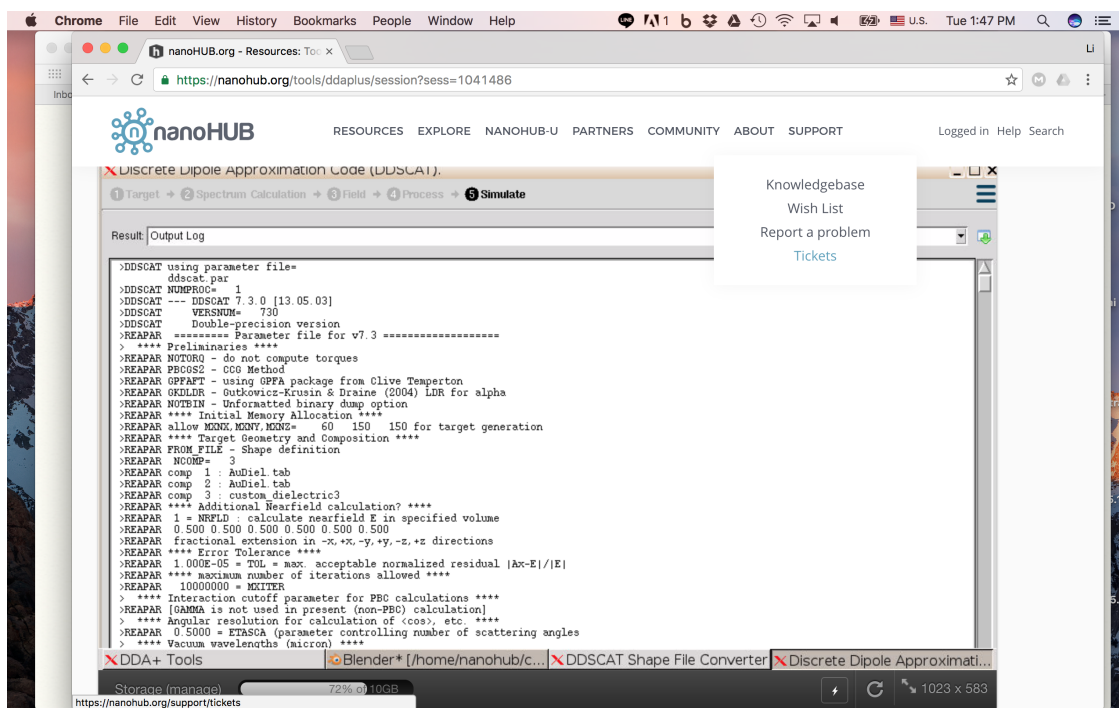 Chrome File Edit View History Bookmarks People Window Help LINE 1 U.S. Tue 1:47 PM
nanoHUB.org - Resources: Too × Li
https://nanohub.org/tools/ddaplus/session?sess=1041486
Inbo
nanoHUB RESOURCES EXPLORE NANOHUB-U PARTNERS COMMUNITY ABOUT SUPPORT Logged in Help Search
Knowledgebase
Wish List
Report a problem
Tickets
Discrete Dipole Approximation Code (DDSCAT).
1 Target → 2 Spectrum Calculation → 3 Field → 4 Process → 5 Simulate
Result: Output Log
>DDSCAT using parameter file=
ddscat.par
>DDSCAT NUMPROC= 1
>DDSCAT --- DDSCAT 7.3.0 [13.05.03]
>DDSCAT VERSNUM= 730
>DDSCAT Double-precision version
>REAPAR ========= Parameter file for v7.3 ===================
> **** Preliminaries ****
>REAPAR NOTORQ - do not compute torques
>REAPAR PBCGS2 - CCG Method
>REAPAR GPFAFT - using GPFA package from Clive Temperton
>REAPAR GKDLDR - Gutkowicz-Krusin & Draine (2004) LDR for alpha
>REAPAR NOTBIN - Unformatted binary dump option
>REAPAR **** Initial Memory Allocation ****
>REAPAR allow MXNX,MXNY,MXNZ= 60 150 150 for target generation
>REAPAR **** Target Geometry and Composition ****
>REAPAR FROM_FILE - Shape definition
>REAPAR NCOMP= 3
>REAPAR comp 1 : AuDiel.tab
>REAPAR comp 2 : AuDiel.tab
>REAPAR comp 3 : custom_dielectric3
>REAPAR **** Additional Nearfield calculation? ****
>REAPAR 1 = NRFLD : calculate nearfield E in specified volume
>REAPAR 0.500 0.500 0.500 0.500 0.500 0.500
>REAPAR fractional extension in -x,+x,-y,+y,-z,+z directions
>REAPAR **** Error Tolerance ****
>REAPAR 1.000E-05 = TOL = max. acceptable normalized residual |Ax-E|/|E|
>REAPAR **** maximum number of iterations allowed ****
>REAPAR 10000000 = MXITER
> **** Interaction cutoff parameter for PBC calculations ****
>REAPAR [GAMMA is not used in present (non-PBC) calculation]
> **** Angular resolution for calculation of <cos>, etc. ****
>REAPAR 0.5000 = ETASCA (parameter controlling number of scattering angles
> **** Vacuum wavelengths (micron) ****
DDA+ Tools Blender* [/home/nanohub/c... DDSCAT Shape File Converter Discrete Dipole Approximati...
Storage (manage) 72% of 10GB 1023 x 583
https://nanohub.org/support/tickets